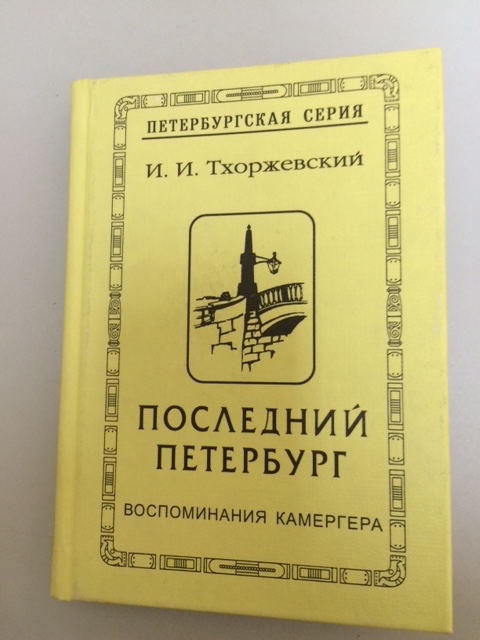 ПЕТЕРБУРГСКАЯ СЕРИЯ
И. И. Тхоржевский
ПОСЛЕДНИЙ
ПЕТЕРБУРГ
ВОСПОМИНАНИЯ КАМЕРГЕРА